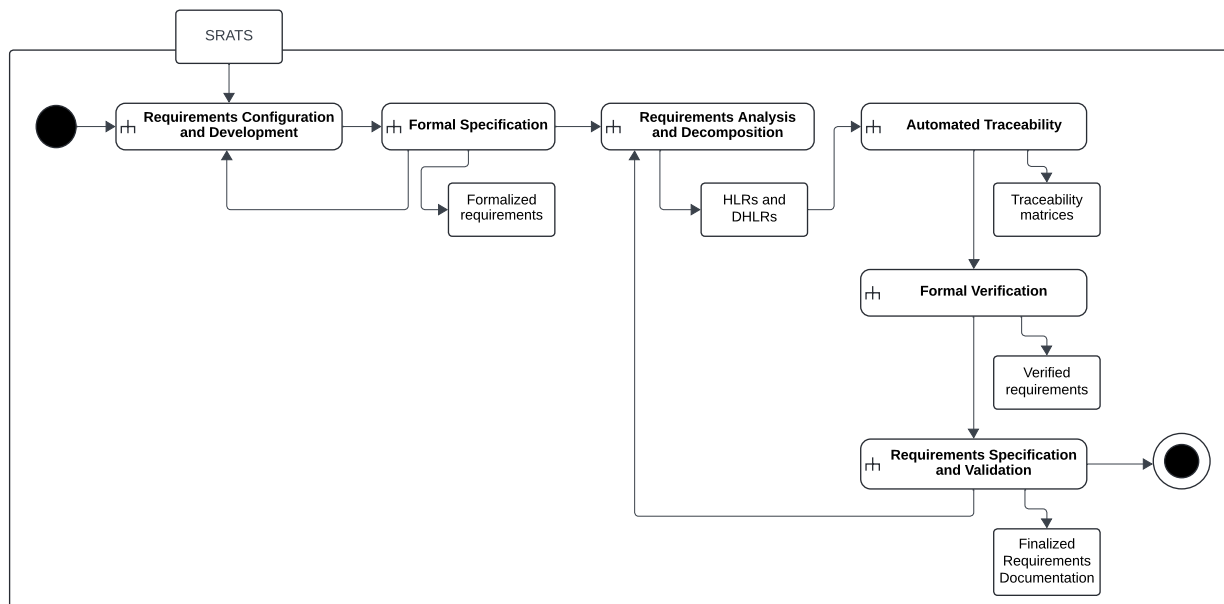 SRATS
Requirements Configuration
and Development
Formal Specification
Requirements Analysis
and Decomposition
Automated Traceability
Formalized
requirements
HLRs and
DHLRs
Traceability
matrices
Formal Verification
Verified
requirements
Requirements Specification
and Validation
Finalized
Requirements
Documentation